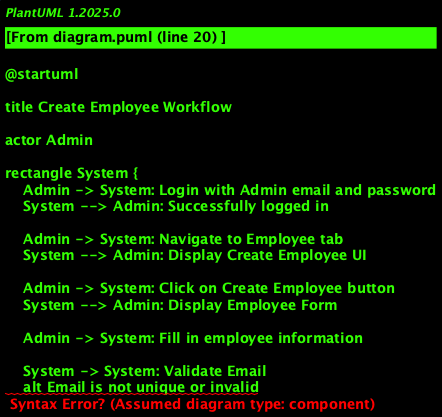 PlantUML 1.2025.0
[From diagram.puml (line 20) ]
@startuml
title Create Employee Workflow
actor Admin
rectangle System {
Admin -> System: Login with Admin email and password
System --> Admin: Successfully logged in
Admin -> System: Navigate to Employee tab
System --> Admin: Display Create Employee UI
Admin -> System: Click on Create Employee button
System --> Admin: Display Employee Form
Admin -> System: Fill in employee information
System -> System: Validate Email
alt Email is not unique or invalid
Syntax Error? (Assumed diagram type: component)